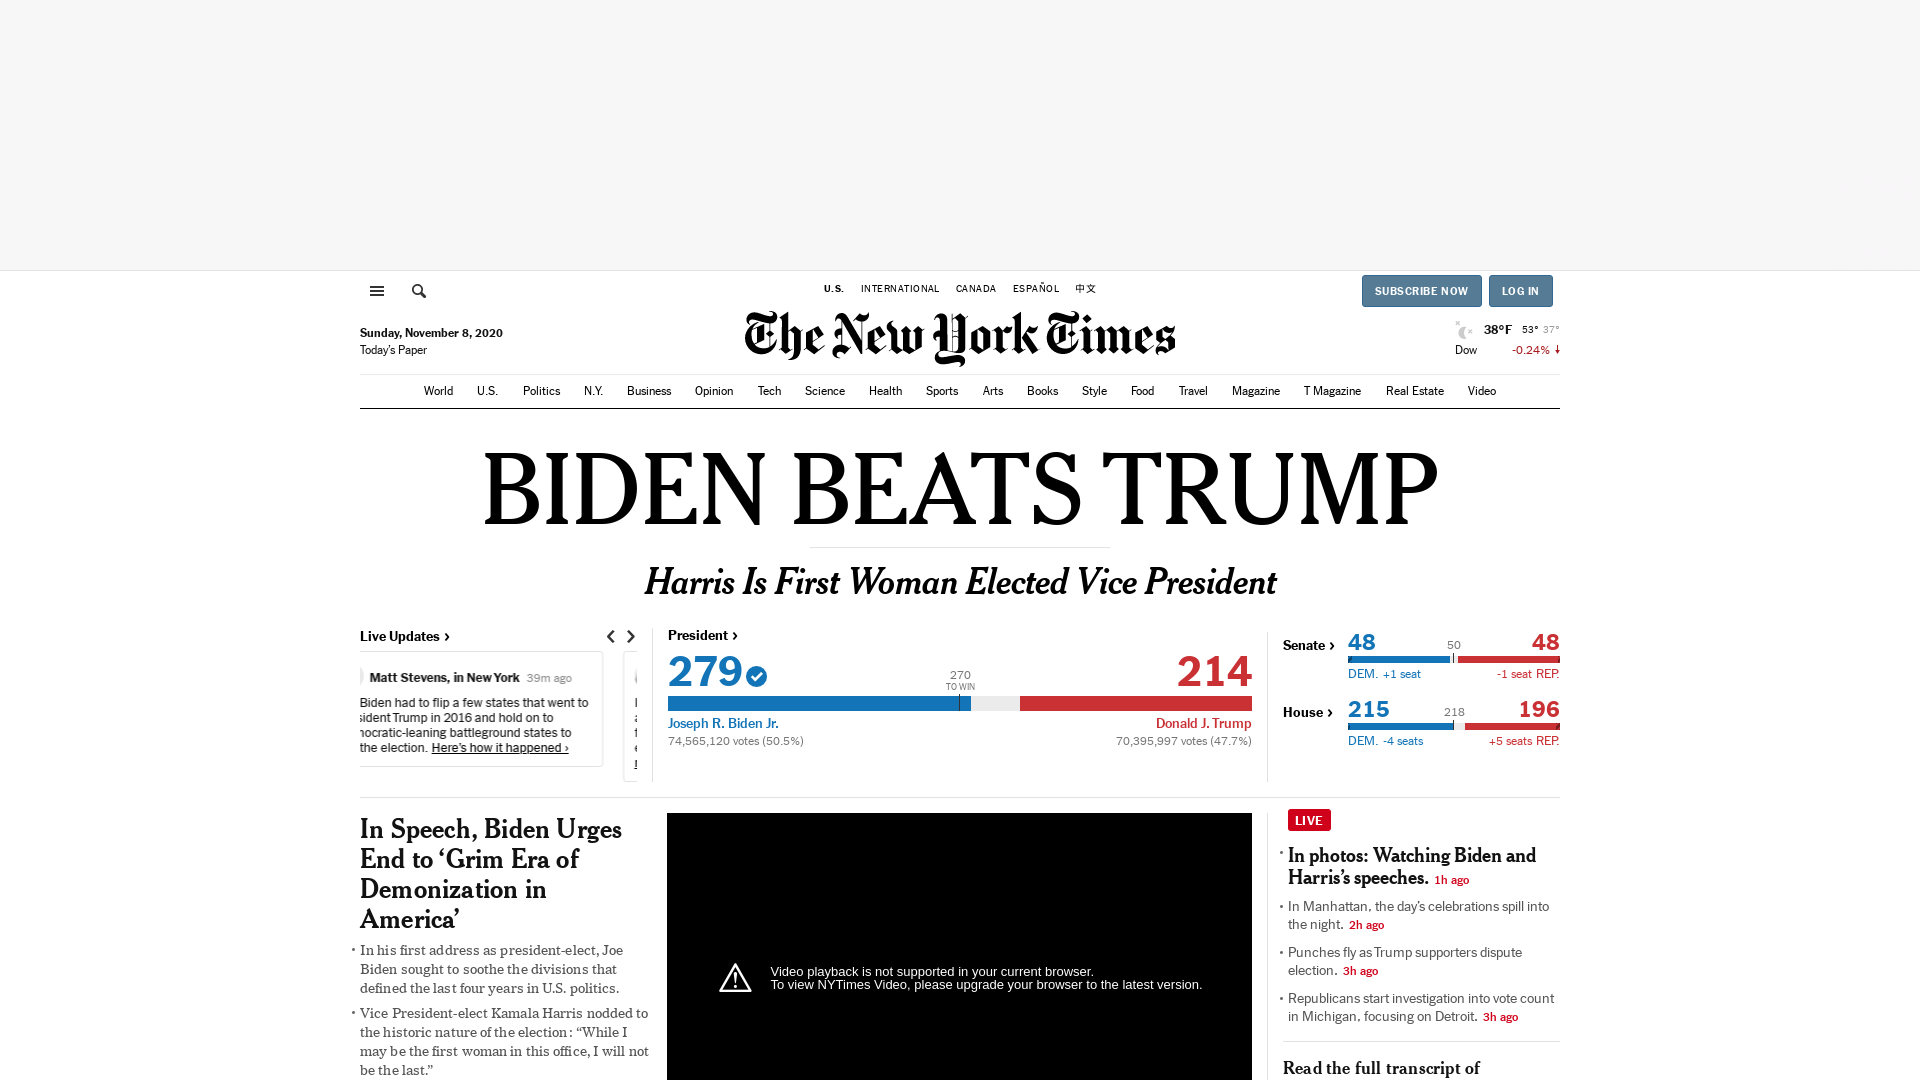 U.S. INTERNATIONAL CANADA ESPAÑOL 中文
SUBSCRIBE NOW LOG IN
The New York Times
Sunday, November 8, 2020
Today's Paper
38°F 53° 37°
Dow -0.24%
World U.S. Politics N.Y. Business Opinion Tech Science Health Sports Arts Books Style Food Travel Magazine T Magazine Real Estate Video
BIDEN BEATS TRUMP
Harris Is First Woman Elected Vice President
Live Updates ›
Matt Stevens, in New York 39m ago
Biden had to flip a few states that went to
sident Trump in 2016 and hold on to
nocratic-leaning battleground states to
the election. Here's how it happened ›
President ›
279 214
270
TO WIN
Joseph R. Biden Jr. Donald J. Trump
74,565,120 votes (50.5%) 70,395,997 votes (47.7%)
Senate › 48 50 48
DEM. +1 seat -1 seat REP.
House › 215 218 196
DEM. -4 seats +5 seats REP.
In Speech, Biden Urges
End to ‘Grim Era of
Demonization in
America’
• In his first address as president-elect, Joe
Biden sought to soothe the divisions that
defined the last four years in U.S. politics.
• Vice President-elect Kamala Harris nodded to
the historic nature of the election: “While I
may be the first woman in this office, I will not
be the last.”
Video playback is not supported in your current browser.
To view NYTimes Video, please upgrade your browser to the latest version.
LIVE
• In photos: Watching Biden and
Harris’s speeches. 1h ago
• In Manhattan, the day’s celebrations spill into
the night. 2h ago
• Punches fly as Trump supporters dispute
election. 3h ago
• Republicans start investigation into vote count
in Michigan, focusing on Detroit. 3h ago
Read the full transcript of